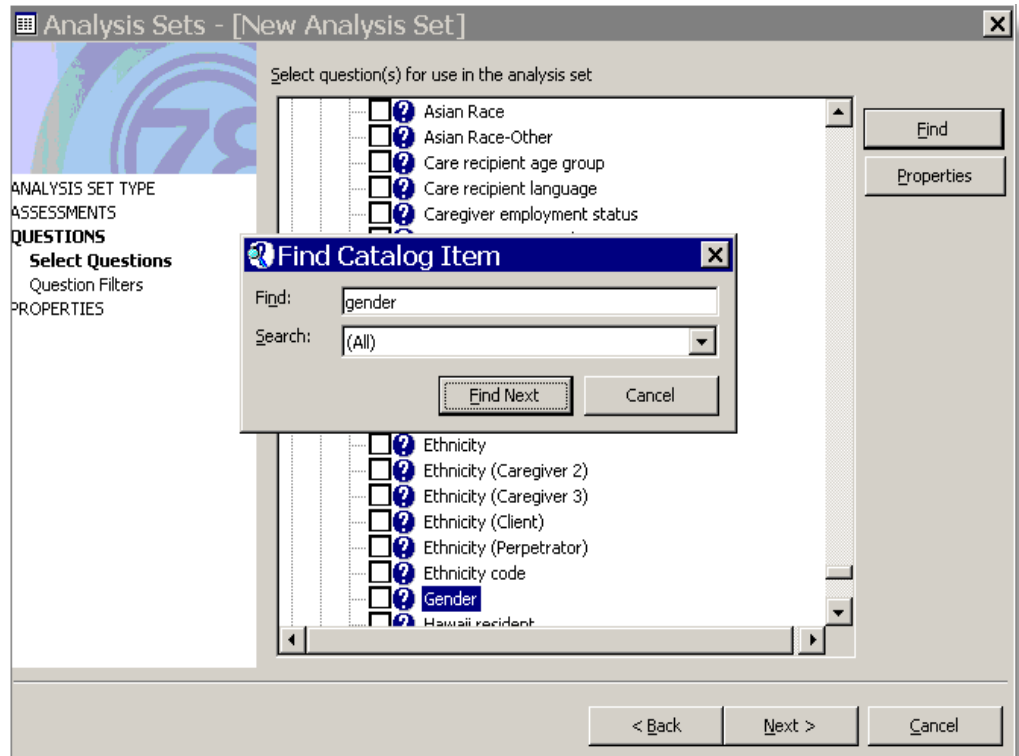 Analysis Sets - [New Analysis Set]
78
Select question(s) for use in the analysis set
ANALYSIS SET TYPE
ASSESSMENTS
QUESTIONS
Select Questions
Question Filters
PROPERTIES
Asian Race
Asian Race-Other
Care recipient age group
Care recipient language
Caregiver employment status
Find
Properties
Find Catalog Item
Find:
gender
Search:
(All)
Find Next
Cancel
Ethnicity
Ethnicity (Caregiver 2)
Ethnicity (Caregiver 3)
Ethnicity (Client)
Ethnicity (Perpetrator)
Ethnicity code
Gender
Hawaii resident
< Back
Next >
Cancel